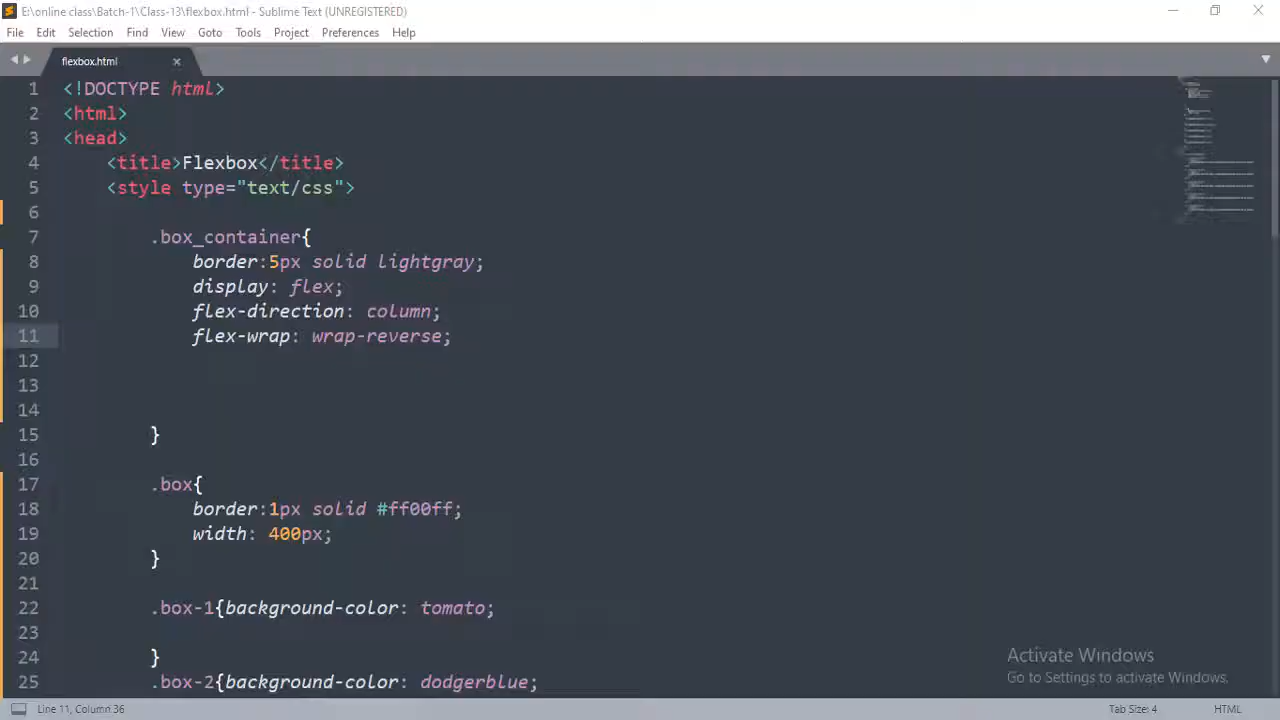 E:\online class\Batch-1\Class-13\flexbox.html - Sublime Text (UNREGISTERED)
File Edit Selection Find View Goto Tools Project Preferences Help
flexbox.html
1 <!DOCTYPE html>
2 <html>
3 <head>
4 <title>Flexbox</title>
5 <style type="text/css">
6
7 .box_container{
8 border:5px solid lightgray;
9 display: flex;
10 flex-direction: column;
11 flex-wrap: wrap-reverse;
12
13
14
15 }
16
17 .box{
18 border:1px solid #ff00ff;
19 width: 400px;
20 }
21
22 .box-1{background-color: tomato;
23
24 }
25 .box-2{background-color: dodgerblue;
Activate Windows
Go to Settings to activate Windows.
Line 11, Column 36
Tab Size: 4
HTML